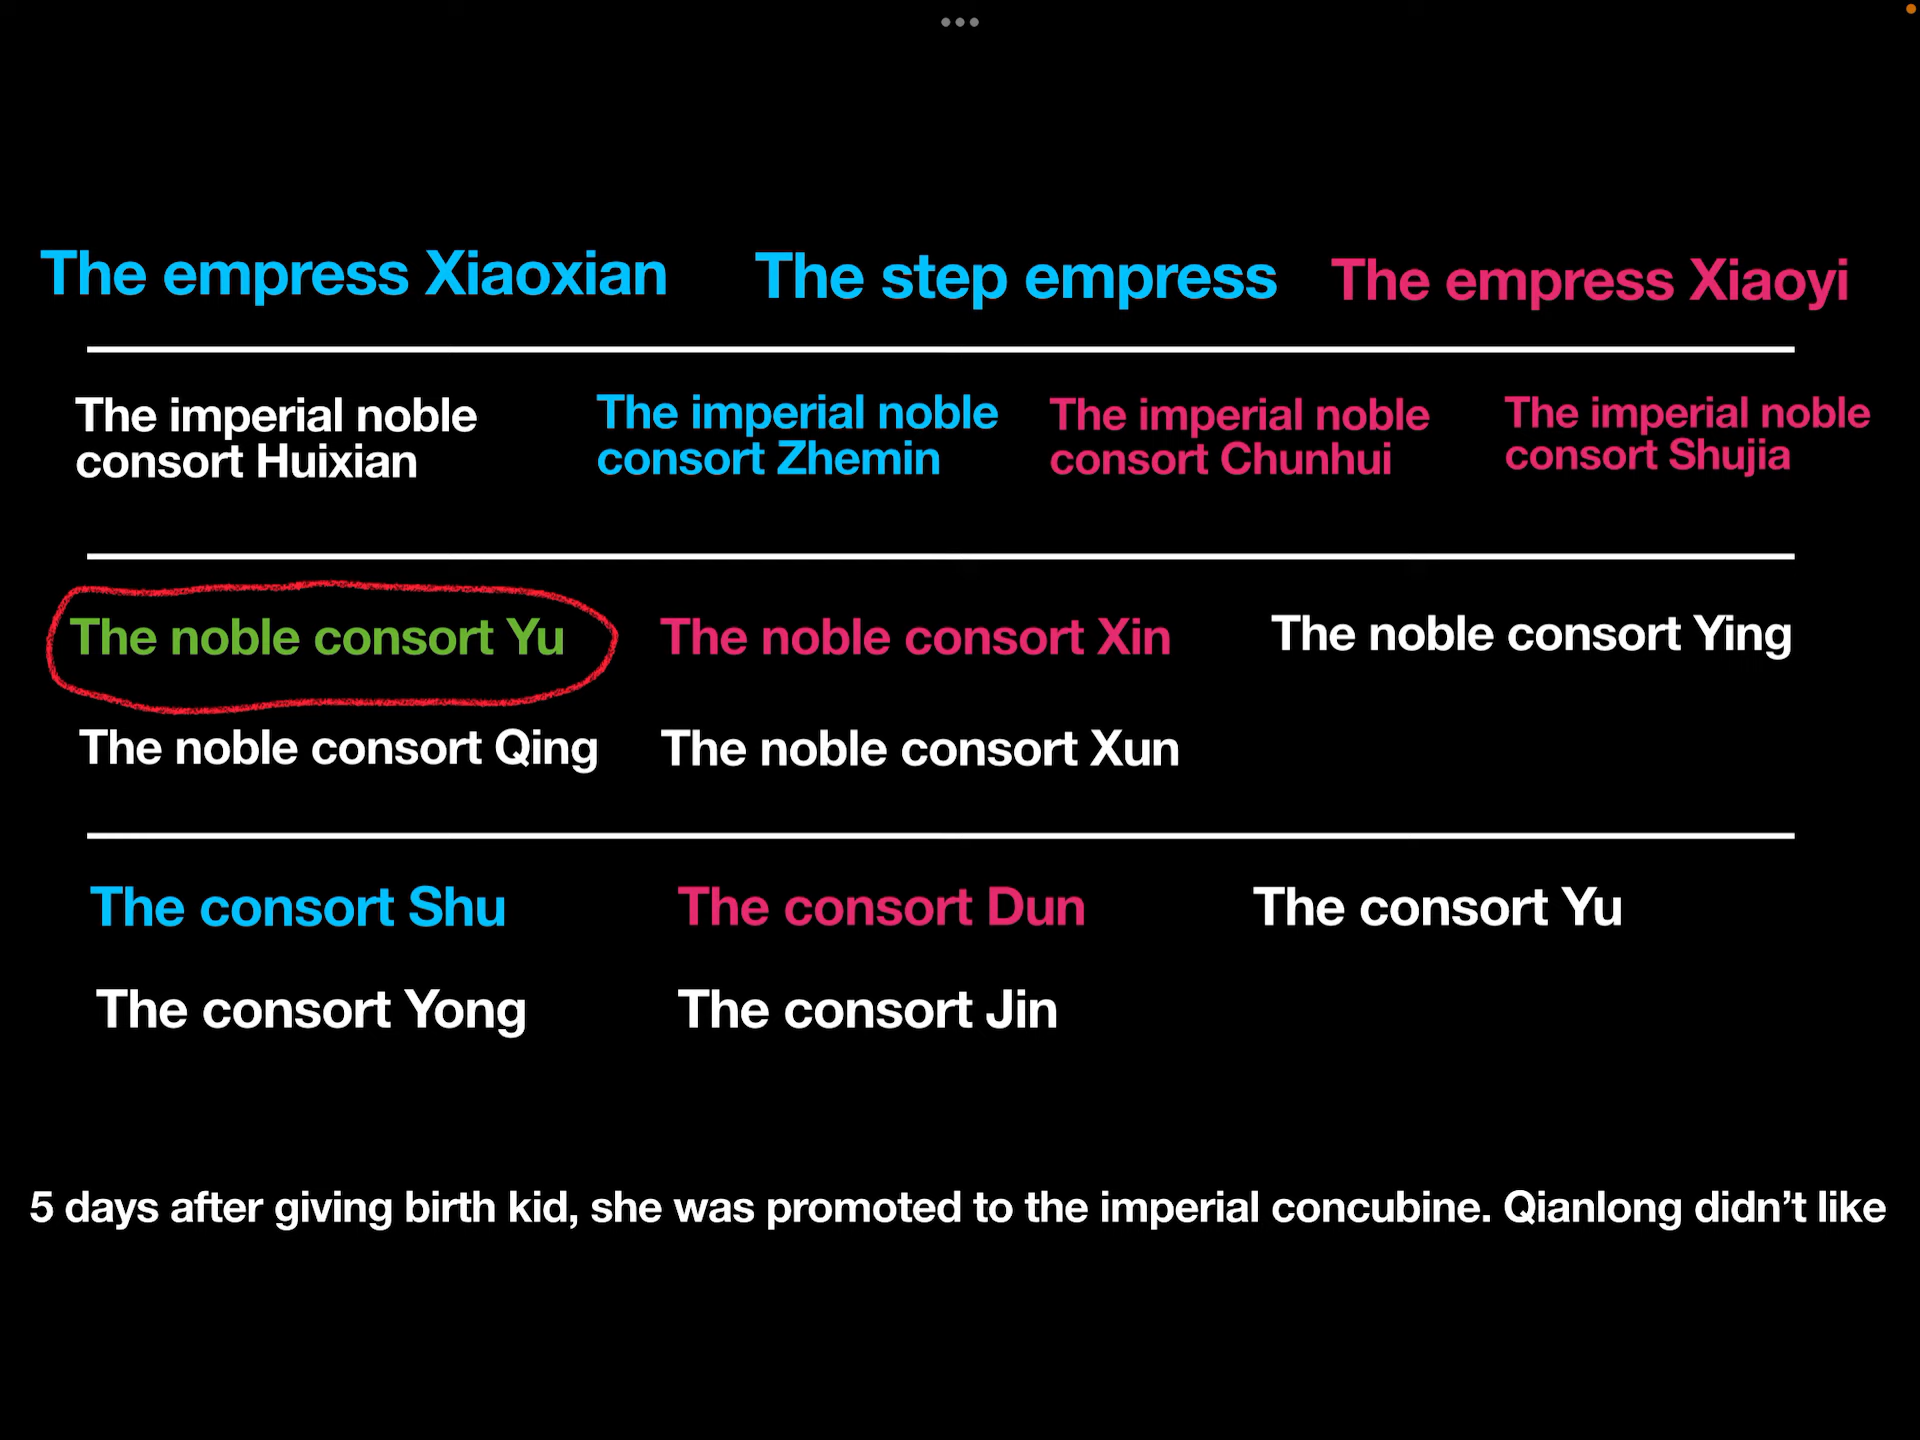 The empress Xiaoxian The step empress The empress Xiaoyi
The imperial noble
consort Huixian
The imperial noble
consort Zhemin
The imperial noble
consort Chunhui
The imperial noble
consort Shujia
The noble consort Yu The noble consort Xin The noble consort Ying
The noble consort Qing The noble consort Xun
The consort Shu The consort Dun The consort Yu
The consort Yong The consort Jin
5 days after giving birth kid, she was promoted to the imperial concubine. Qianlong didn’t like